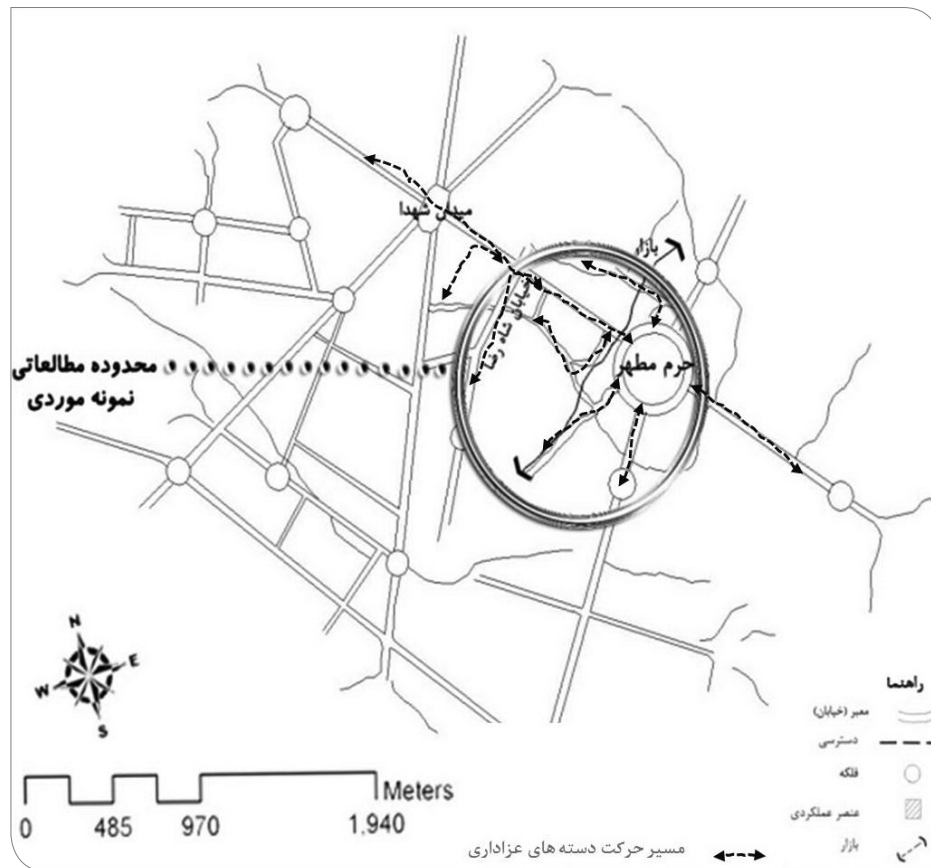 میدان شهدا
بازار
خیابان شاه رضا
حرم مطهر
محدوده مطالعاتی
نمونه موردی
N
E
W
S
راهنما
معبر (خیابان)
دسترسی
فلکه
عنصر عملکردی
بازار
مسیر حرکت دسته های عزاداری
Meters
0 485 970 1,940